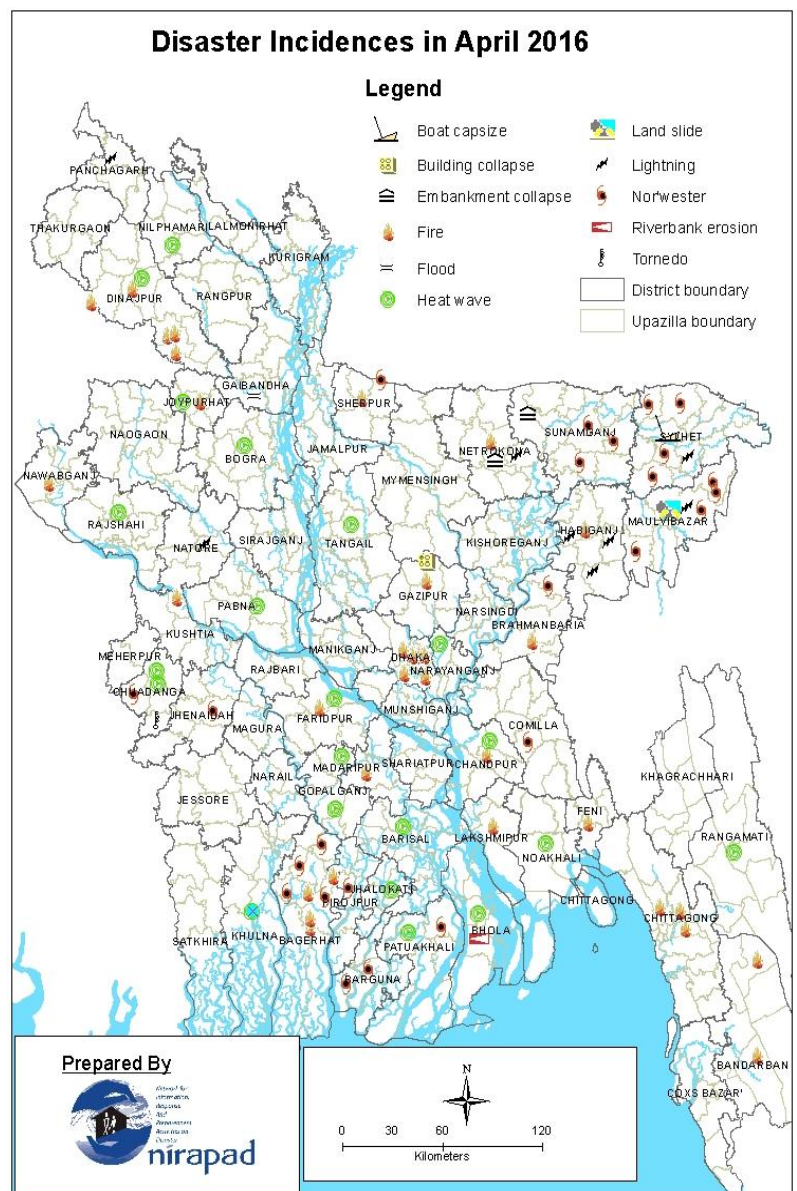 Disaster Incidences in April 2016
Legend
Boat capsize
Building collapse
Embankment collapse
Fire
Flood
Heat wave
Land slide
Lightning
Nor'wester
Riverbank erosion
Tornedo
District boundary
Upazilla boundary
PANCHAGARH
THAKURGAON
NILPHAMARI
LALMONIRHAT
KURIGRAM
DINAJPUR
RANGPUR
GAIBANDHA
JOYPURHAT
SHERPUR
NAOGAON
BOGRA
JAMALPUR
NETROKONA
SUNAMGANJ
SYLHET
MYMENSINGH
NAWABGANJ
RAJSHAHI
NATORE
SIRAJGANJ
TANGAIL
KISHOREGANJ
HABIGANJ
MAULVIBAZAR
PABNA
GAZIPUR
NARSINGDI
BRAHMANBARIA
KUSHTIA
MEHERPUR
MANIKGANJ
DHAKA
NARAYANGANJ
RAJBARI
CHUADANGA
JHENAIDAH
MAGURA
FARIDPUR
MUNSHIGANJ
COMILLA
MADARIPUR
SHARIATPUR
CHANDPUR
NARAIL
GOPALGANJ
KHAGRACHHARI
JESSORE
BARISAL
LAKSHMIPUR
FENI
NOAKHALI
RANGAMATI
JHALOKATI
PIROJPUR
CHITTAGONG
CHITTAGONG
SATKHIRA
KHULNA
BAGERHAT
PATUAKHALI
BHOLA
BARGUNA
BANDARBAN
COXS BAZAR'
Prepared By
nirapad
N
0 30 60 120
Kilometers